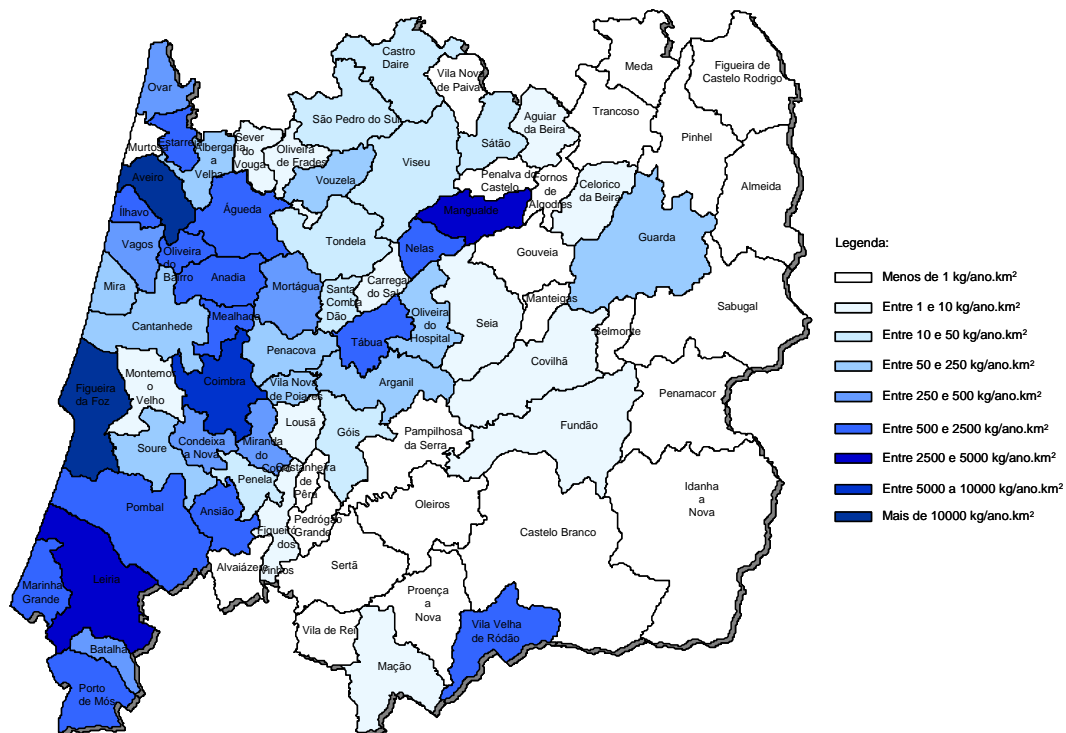 Castro
Daire
Vila Nova
de Paiva
Meda
Figueira de
Castelo Rodrigo
Ovar
São Pedro do Sul
Aguiar
da Beira
Trancoso
Pinhel
Murtosa
Estarreja
Albergaria
a
Velha
Sever
do
Vouga
Oliveira
de Frades
Sátão
Viseu
Vouzela
Penalva do
Castelo
Fornos
de
Algodres
Celorico
da Beira
Almeida
Aveiro
Ílhavo
Águeda
Mangualde
Guarda
Vagos
Oliveira
do
Bairro
Tondela
Nelas
Gouveia
Anadia
Mira
Mortágua
Santa
Comba
Dão
Carregal
do Sal
Manteigas
Sabugal
Cantanhede
Mealhada
Oliveira
do
Hospital
Seia
Belmonte
Tábua
Penacova
Covilhã
Montemor
o
Velho
Coimbra
Vila Nova
de Poiares
Arganil
Figueira
da Foz
Penamacor
Lousã
Góis
Pampilhosa
da Serra
Fundão
Soure
Condeixa
a Nova
Miranda
do
Corvo
Castanheira
de
Pêra
Penela
Idanha
a
Nova
Pombal
Ansião
Pedrógão
Grande
Oleiros
Castelo Branco
Figueiró
dos
Vinhos
Alvaiázere
Sertã
Marinha
Grande
Leiria
Proença
a
Nova
Vila de Rei
Vila Velha
de Ródão
Batalha
Mação
Porto
de Mós
Legenda:
Menos de 1 kg/ano.km²
Entre 1 e 10 kg/ano.km²
Entre 10 e 50 kg/ano.km²
Entre 50 e 250 kg/ano.km²
Entre 250 e 500 kg/ano.km²
Entre 500 e 2500 kg/ano.km²
Entre 2500 e 5000 kg/ano.km²
Entre 5000 a 10000 kg/ano.km²
Mais de 10000 kg/ano.km²